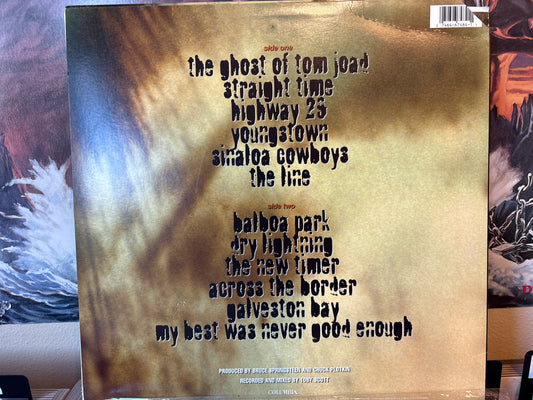 side one
the ghost of tom joad
straight time
highway 29
youngstown
sinaloa cowboys
the line
side two
balboa park
dry lightning
the new timer
across the border
galveston bay
my best was never good enough
PRODUCED BY BRUCE SPRINGSTEEN AND CHUCK PLOTKIN
RECORDED AND MIXED BY TOBY SCOTT
COLUMBIA